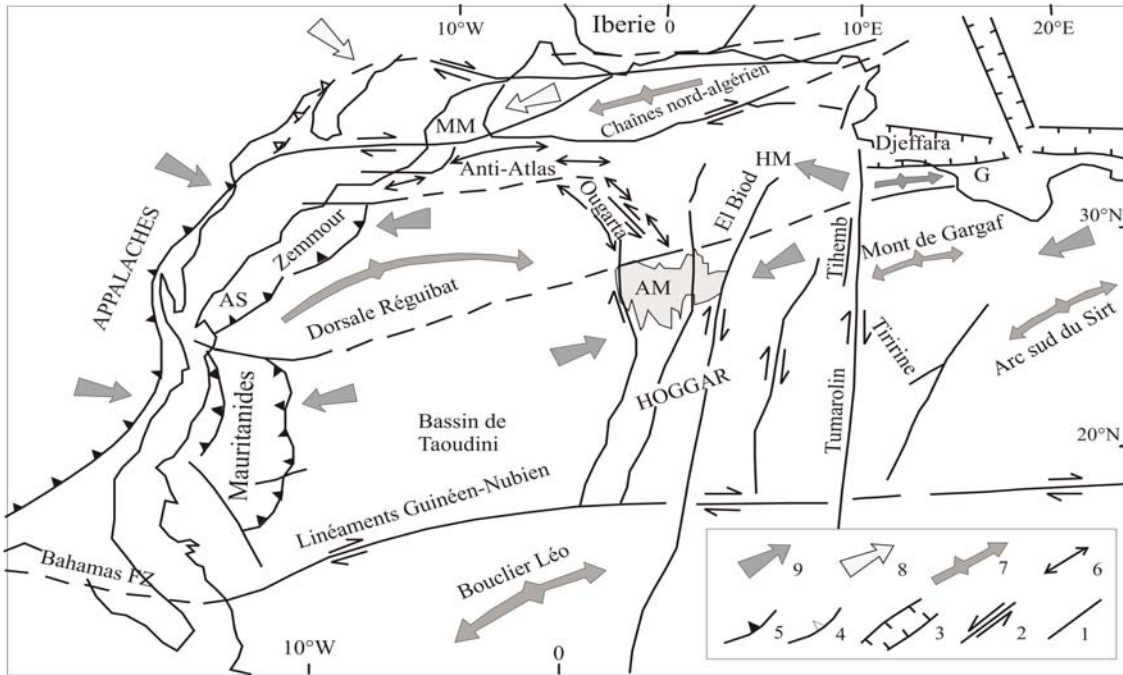 10°W
Iberie
0
10°E
20°E
Chaînes nord-algérien
MM
Anti-Atlas
HM
Djeffara
G
Ougarta
El Biod
30°N
Zemmour
APPALACHES
Mont de Gargaf
Tihemb
AM
AS
Dorsale Réguibat
Arc sud du Sirt
Tiririne
HOGGAR
Mauritanides
Bassin de
Taoudini
Tumarolin
20°N
Linéaments Guinéen-Nubien
Bahamas FZ
Bouclier Léo
10°W
0
9
8
7
6
5
4
3
2
1